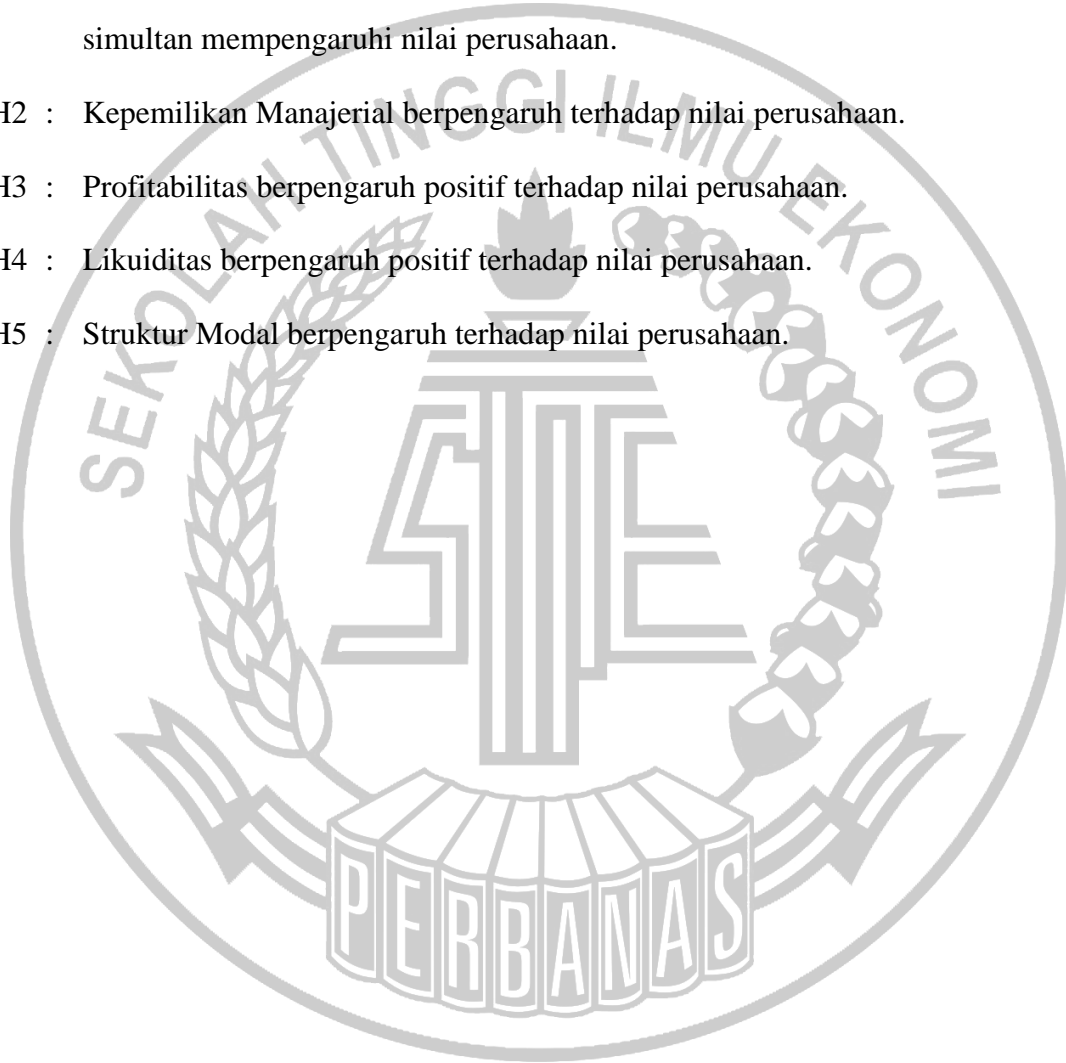 simultan mempengaruhi nilai perusahaan.
H2 : Kepemilikan Manajerial berpengaruh terhadap nilai perusahaan.
H3 : Profitabilitas berpengaruh positif terhadap nilai perusahaan.
H4 : Likuiditas berpengaruh positif terhadap nilai perusahaan.
H5 : Struktur Modal berpengaruh terhadap nilai perusahaan.
SEKOLAH TINGGI ILMU EKONOMI
STIE
PERBANAS